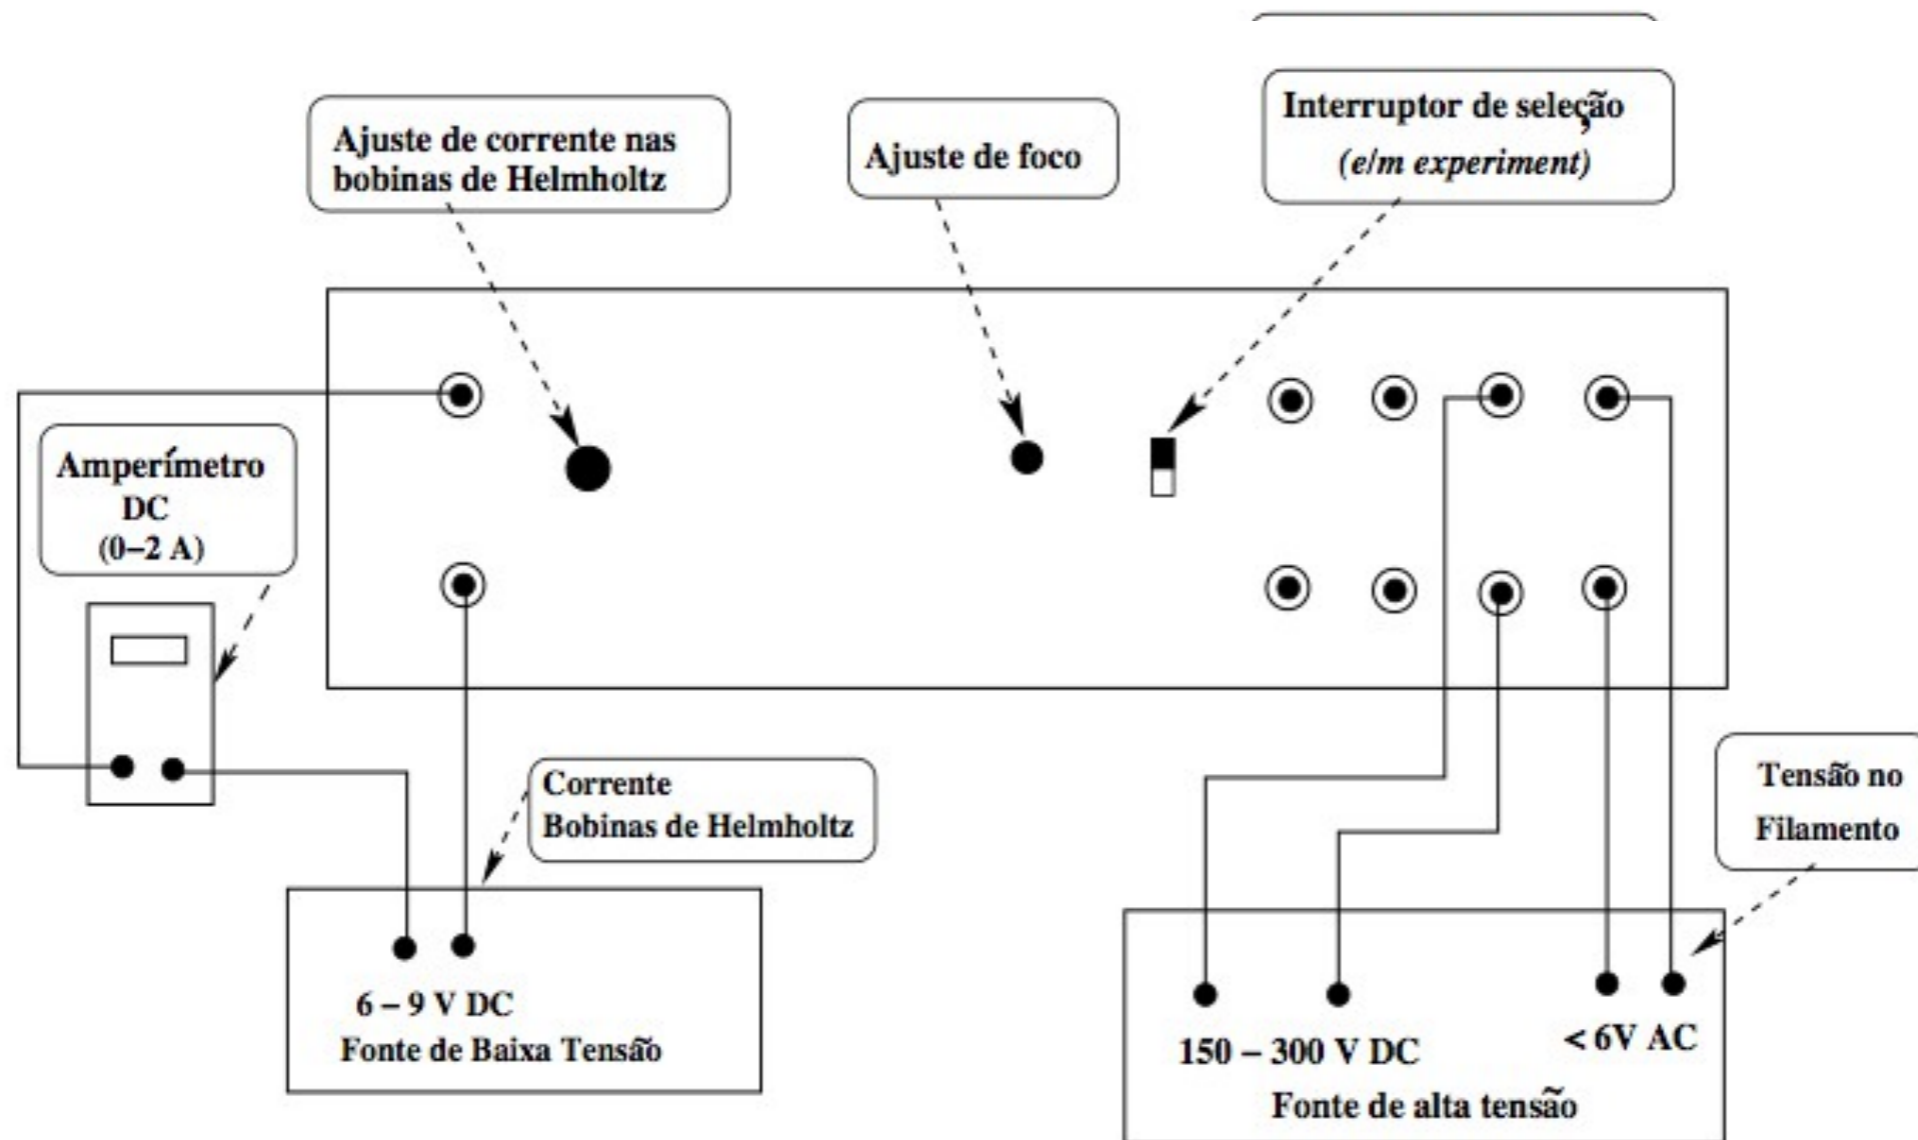 Ajuste de corrente nas
bobinas de Helmholtz
Ajuste de foco
Interruptor de seleção
(e/m experiment)
Amperímetro
DC
(0–2 A)
Corrente
Bobinas de Helmholtz
Tensão no
Filamento
6 – 9 V DC
Fonte de Baixa Tensão
150 – 300 V DC
< 6V AC
Fonte de alta tensão